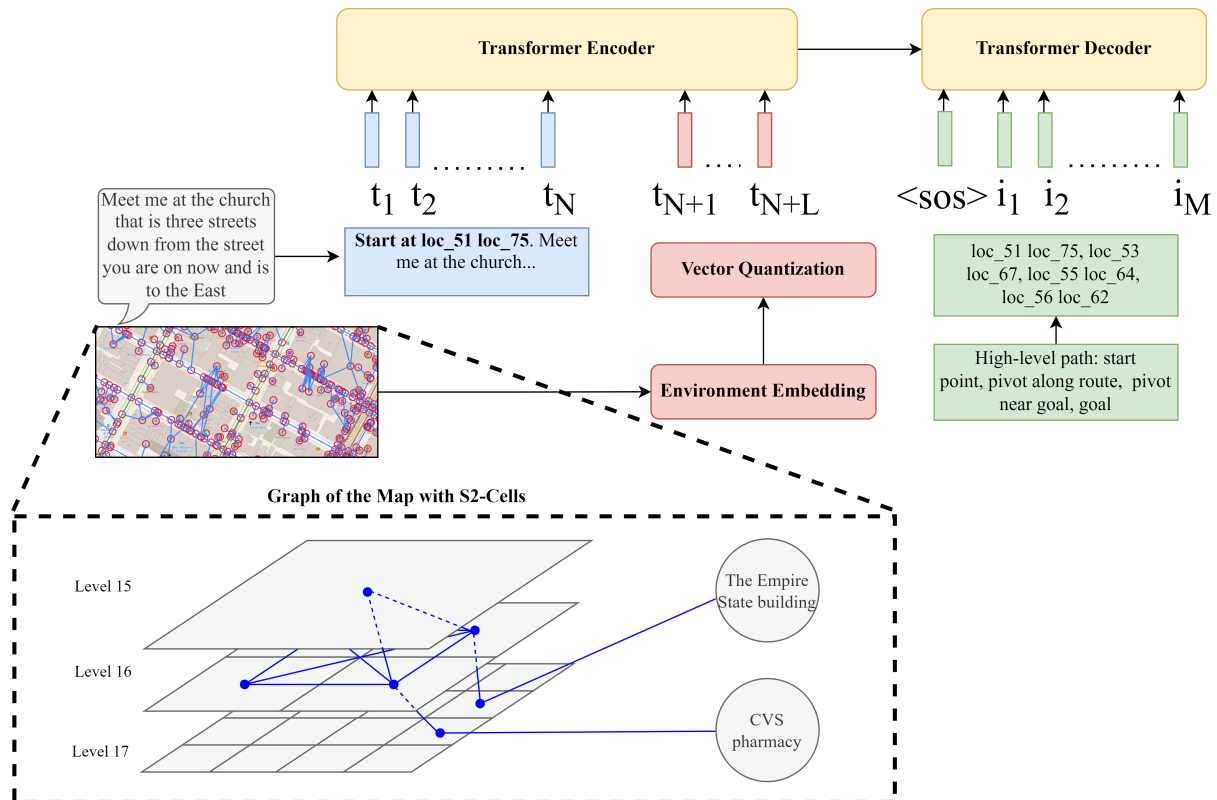 Transformer Encoder
Transformer Decoder
t1 t2 ......... tN tN+1 .... tN+L
<sos> i1 i2 ......... iM
Meet me at the church
that is three streets
down from the street
you are on now and is
to the East
Start at loc_51 loc_75. Meet
me at the church...
Vector Quantization
Environment Embedding
loc_51 loc_75, loc_53
loc_67, loc_55 loc_64,
loc_56 loc_62
High-level path: start
point, pivot along route, pivot
near goal, goal
Graph of the Map with S2-Cells
Level 15
Level 16
Level 17
The Empire
State building
CVS
pharmacy